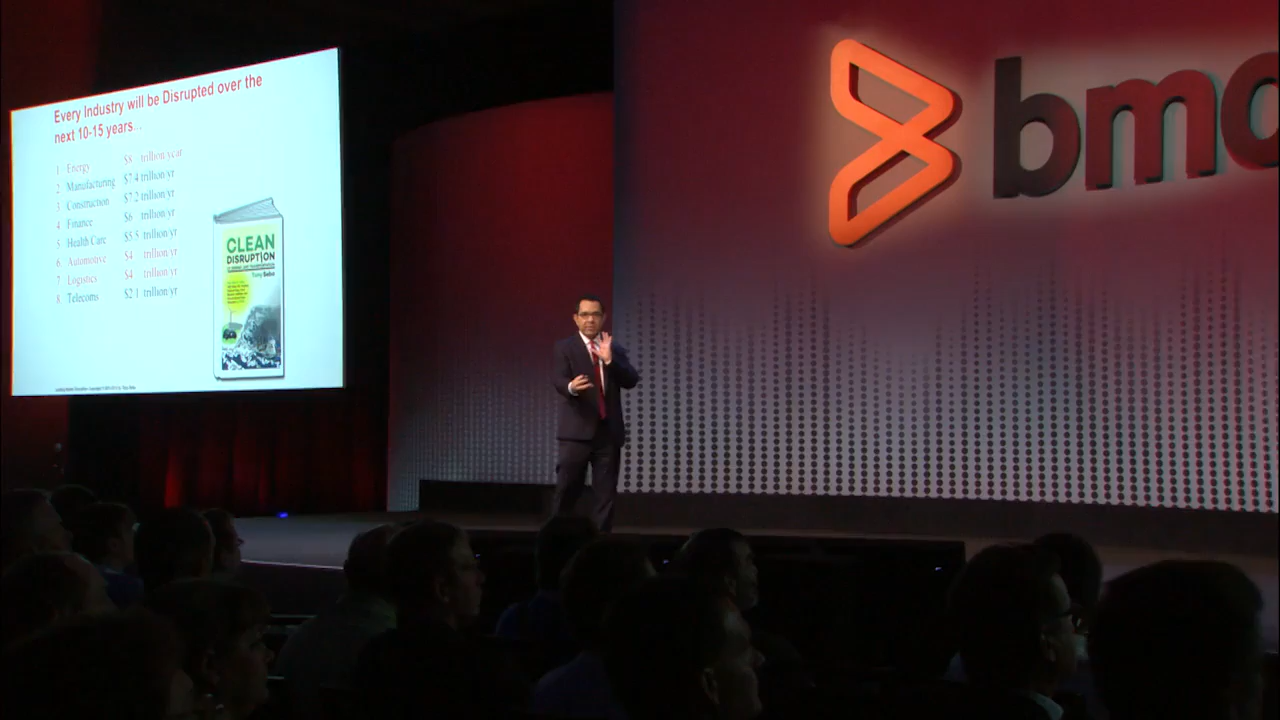 Every Industry will be Disrupted over the
next 10-15 years...
1 Energy $8 trillion/year
2 Manufacturing $7.4 trillion/yr
3 Construction $7.2 trillion/yr
4 Finance $6 trillion/yr
5 Health Care $5.5 trillion/yr
6. Automotive $4 trillion/yr
7 Logistics $4 trillion/yr
8 Telecoms $2.1 trillion/yr
CLEAN
DISRUPTION
Tony Seba
bmc